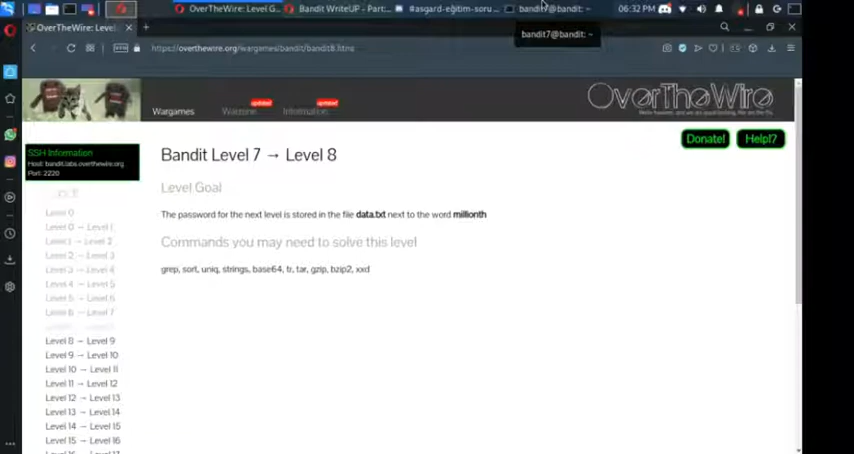 OverTheWire: Level G...
Bandit WriteUP - Part:...
#asgard-eğitim-soru...
bandit7@bandit: ~
06:32 PM
OverTheWire: Level
bandit7@bandit: ~
https://overthewire.org/wargames/bandit/bandit8.html
Wargames
Warzone
updated
Information
updated
OverTheWire
Donate!
Help!?
SSH Information
Host: bandit.labs.overthewire.org
Port: 2220
Bandit Level 7 → Level 8
Level Goal
The password for the next level is stored in the file data.txt next to the word millionth
Commands you may need to solve this level
grep, sort, uniq, strings, base64, tr, tar, gzip, bzip2, xxd
Level 0
Level 0 → Level 1
Level 1 → Level 2
Level 2 → Level 3
Level 3 → Level 4
Level 4 → Level 5
Level 5 → Level 6
Level 6 → Level 7
Level 8 → Level 9
Level 9 → Level 10
Level 10 → Level 11
Level 11 → Level 12
Level 12 → Level 13
Level 13 → Level 14
Level 14 → Level 15
Level 15 → Level 16